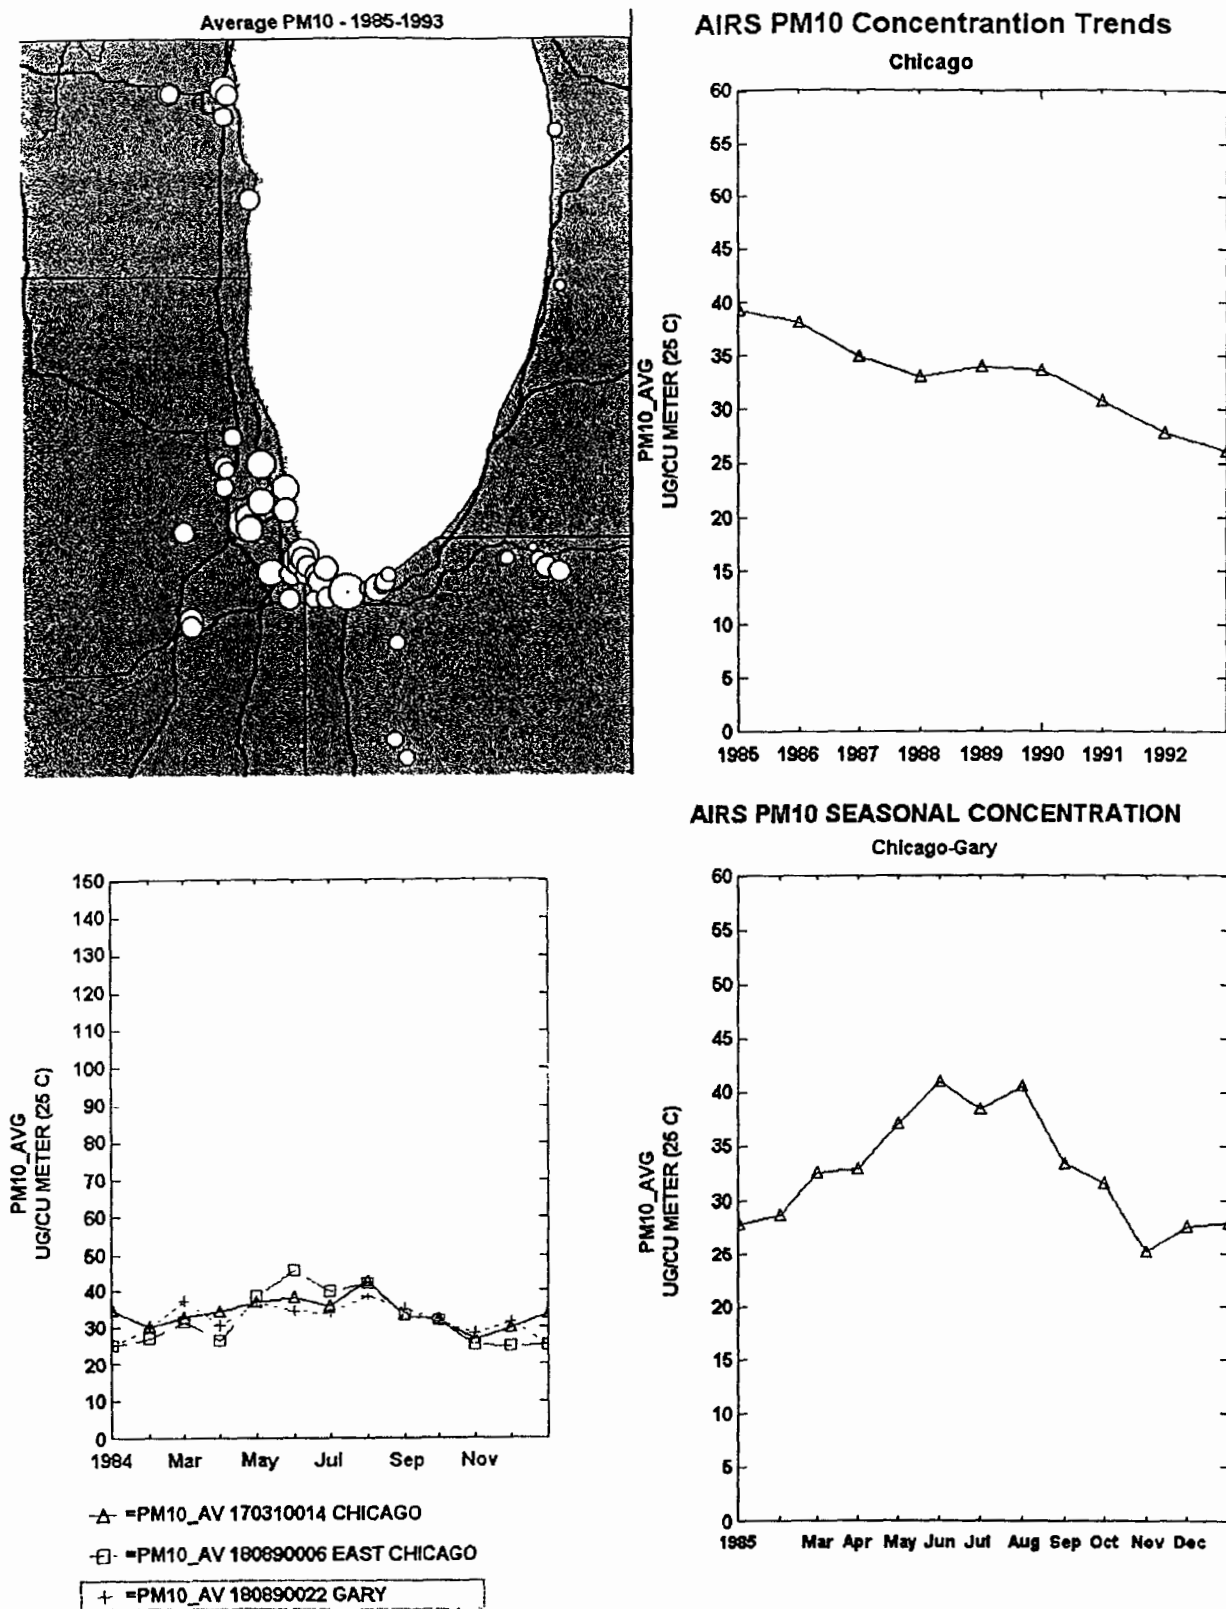 Average PM10 - 1985-1993
AIRS PM10 Concentrantion Trends
Chicago
60
55
50
45
40
35
30
25
20
15
10
5
0
PM10_AVG
UG/CU METER (25 C)
1985 1986 1987 1988 1989 1990 1991 1992
150
140
130
120
110
100
90
80
70
60
50
40
30
20
10
0
PM10_AVG
UG/CU METER (25 C)
1984 Mar May Jul Sep Nov
=PM10_AV 170310014 CHICAGO
=PM10_AV 180890006 EAST CHICAGO
=PM10_AV 180890022 GARY
AIRS PM10 SEASONAL CONCENTRATION
Chicago-Gary
60
55
50
45
40
35
30
25
20
15
10
5
0
PM10_AVG
UG/CU METER (25 C)
1985 Mar Apr May Jun Jul Aug Sep Oct Nov Dec